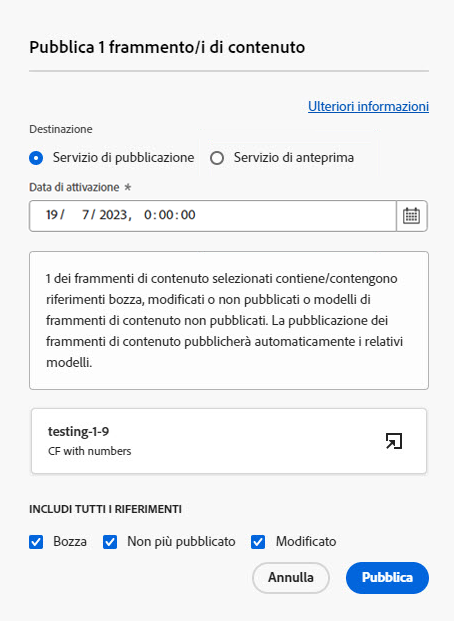 Pubblica 1 frammento/i di contenuto
Ulteriori informazioni
Destinazione
Servizio di pubblicazione Servizio di anteprima
Data di attivazione *
19/ 7/2023, 0:00:00
1 dei frammenti di contenuto selezionati contiene/contengono
riferimenti bozza, modificati o non pubblicati o modelli di
frammenti di contenuto non pubblicati. La pubblicazione dei
frammenti di contenuto pubblicherà automaticamente i relativi
modelli.
testing-1-9
CF with numbers
INCLUDI TUTTI I RIFERIMENTI
Bozza Non più pubblicato Modificato
Annulla Pubblica